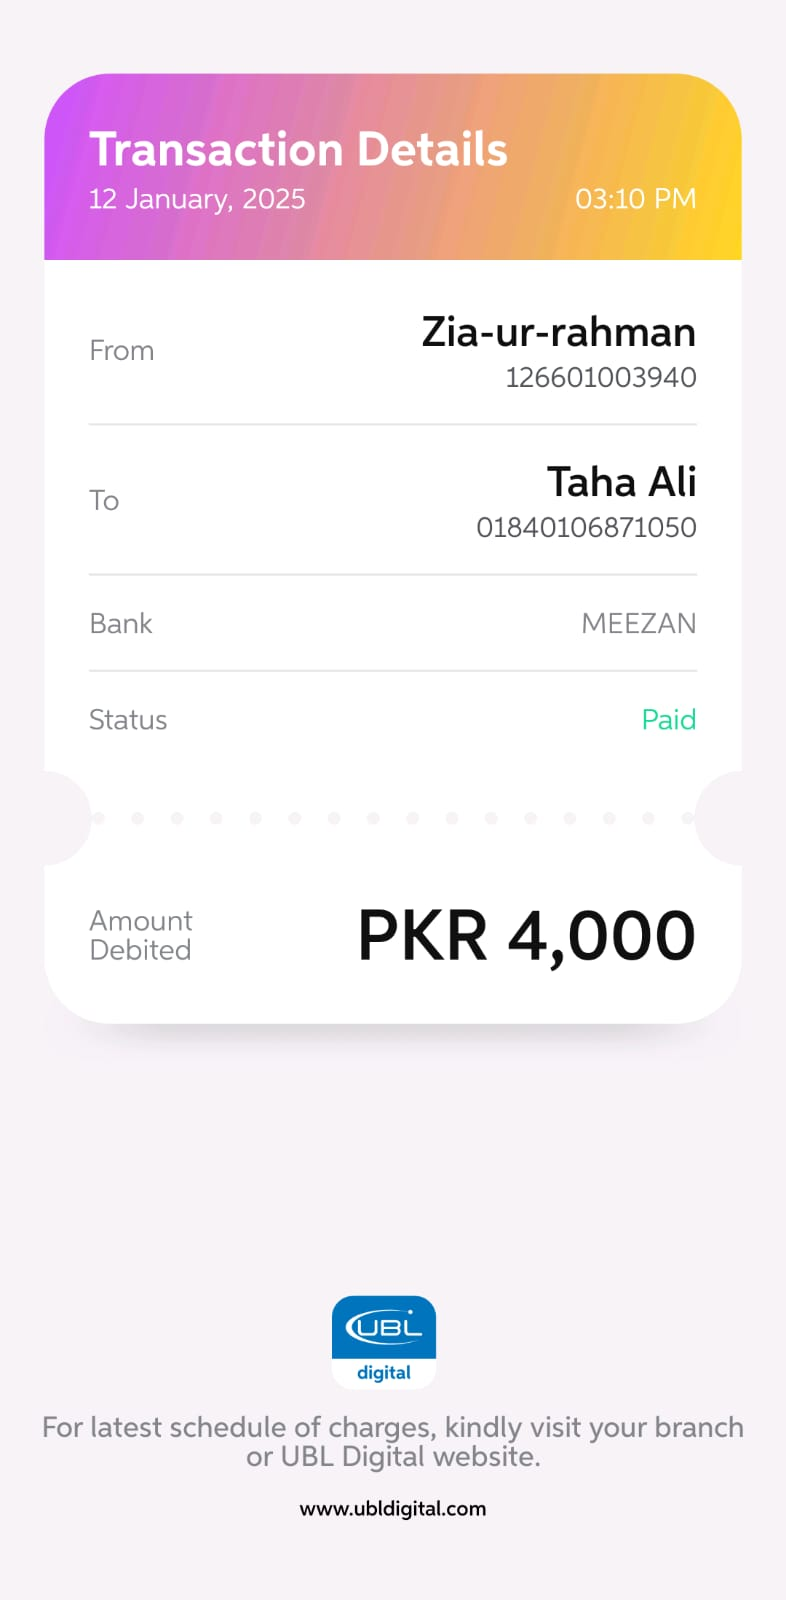 Transaction Details
12 January, 2025 03:10 PM
From
Zia-ur-rahman
126601003940
To
Taha Ali
01840106871050
Bank MEEZAN
Status Paid
Amount
Debited
PKR 4,000
UBL
digital
For latest schedule of charges, kindly visit your branch
or UBL Digital website.
www.ubldigital.com